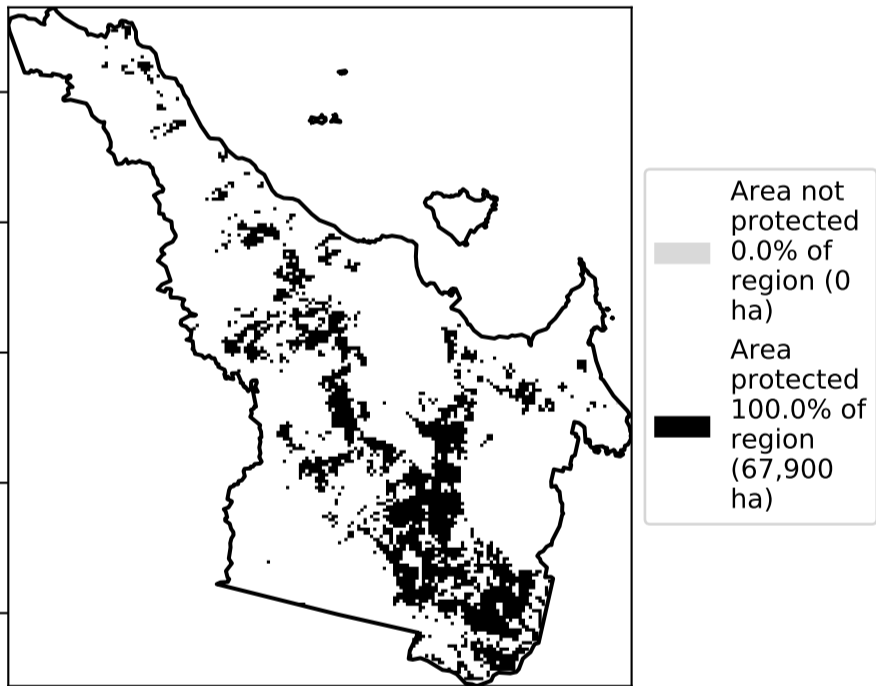 Area not
protected
0.0% of
region (0
ha)
Area
protected
100.0% of
region
(67,900
ha)